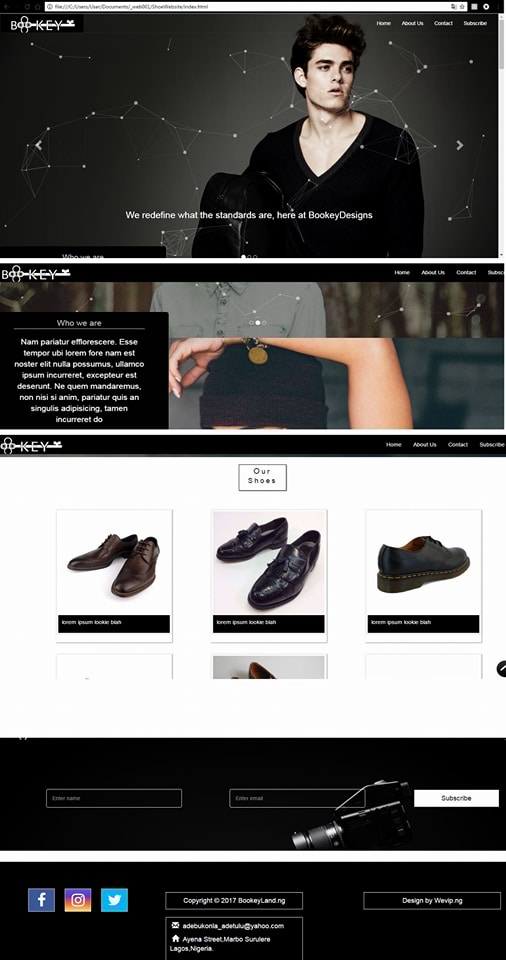 file:///C:/Users/User/Documents/_web001/ShoeWebsite/index.html
BOOKEY
Home About Us Contact Subscribe
We redefine what the standards are, here at BookeyDesigns
Who we are
BOOKEY
Home About Us Contact Subsc
Who we are
Nam pariatur efflorescere. Esse
tempor ubi lorem fore nam est
noster elit nulla possumus, ullamco
ipsum incurreret, excepteur est
deserunt. Ne quem mandaremus,
non nisi si anim, pariatur quis an
singulis adipisicing, tamen
incurreret do
KEY
Home About Us Contact Subscribe
Our
Shoes
lorem ipsum lookie blah
lorem ipsum lookie blah
lorem ipsum lookie blah
Enter name
Enter email
Subscribe
Copyright © 2017 BookeyLand.ng
Design by Wevip.ng
adebukonla_adetulu@yahoo.com
Ayena Street,Marbo Surulere
Lagos,Nigeria.